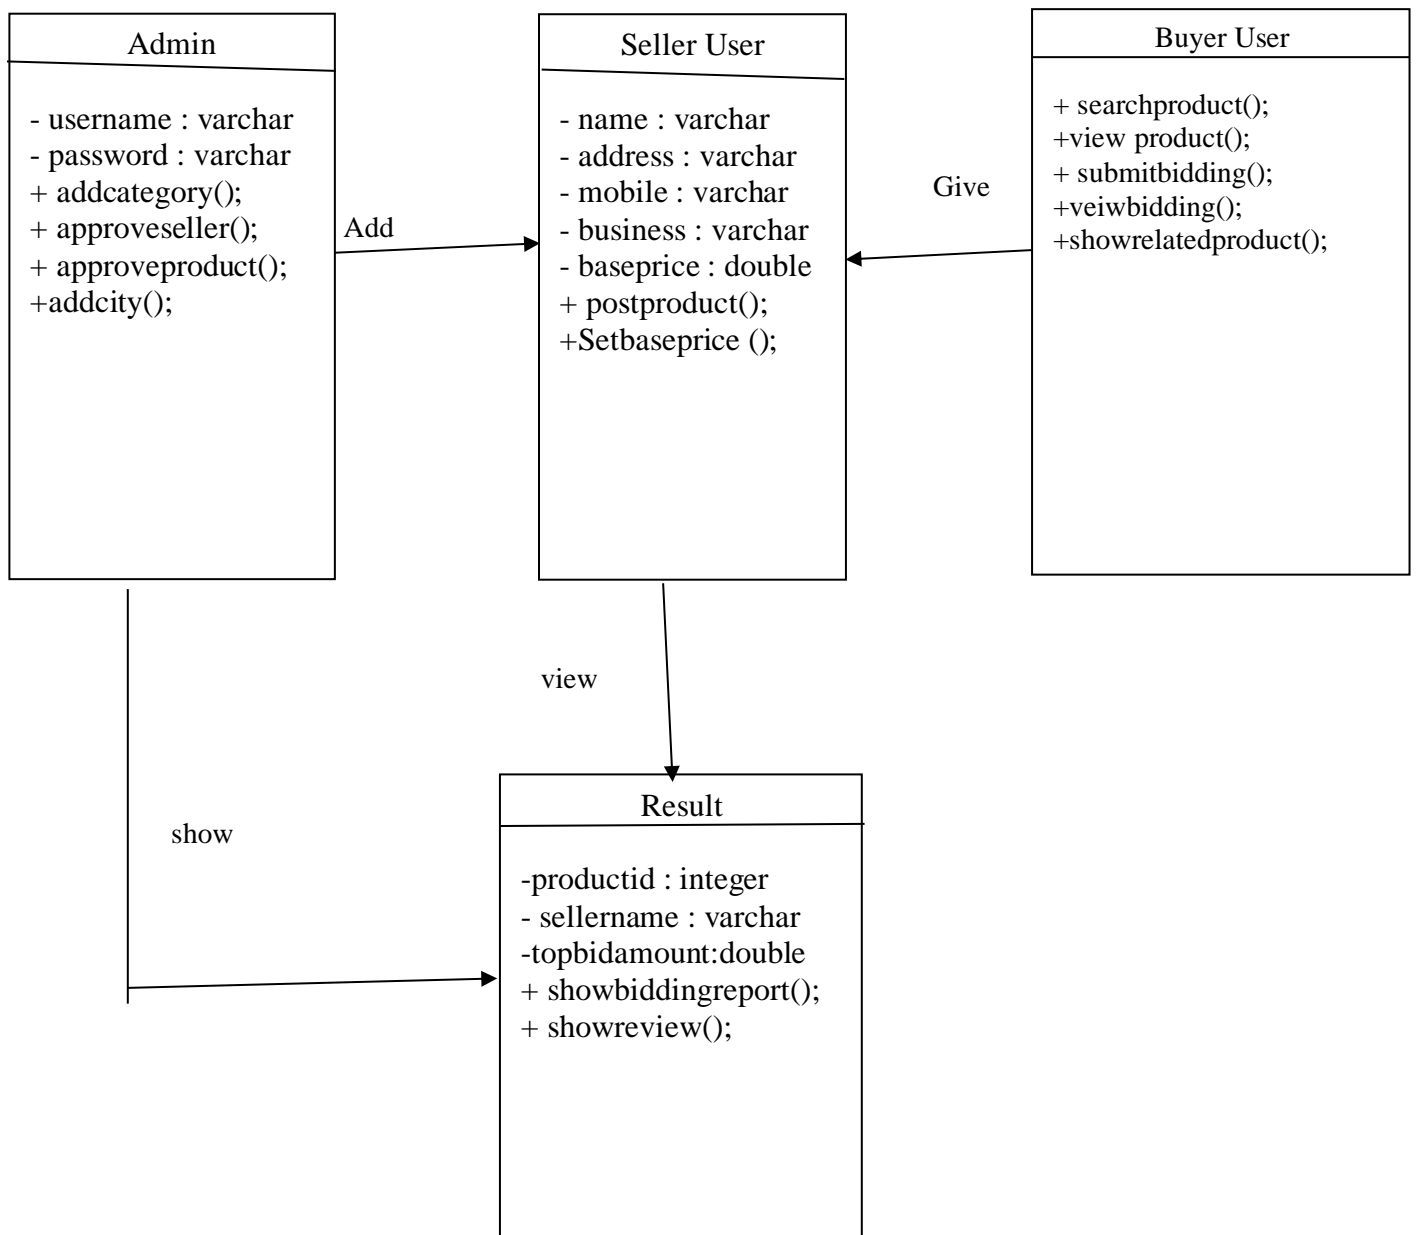 Admin
- username : varchar
- password : varchar
+ addcategory();
+ approveseller();
+ approveproduct();
+addcity();
Add
Seller User
- name : varchar
- address : varchar
- mobile : varchar
- business : varchar
- baseprice : double
+ postproduct();
+Setbaseprice ();
Give
Buyer User
+ searchproduct();
+view product();
+ submitbidding();
+veiwbidding();
+showrelatedproduct();
view
show
Result
-productid : integer
- sellername : varchar
-topbidamount:double
+ showbiddingreport();
+ showreview();